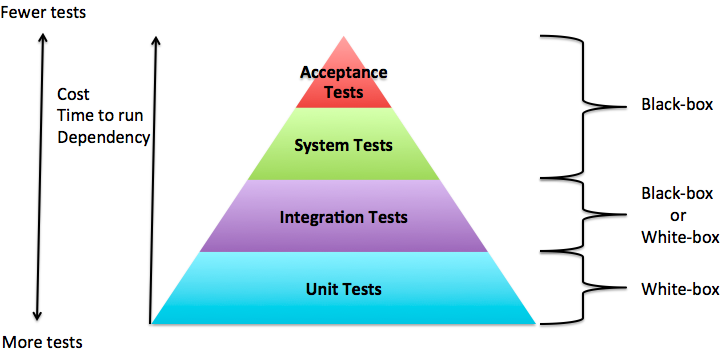 Fewer tests
Cost
Time to run
Dependency
More tests
Acceptance
Tests
System Tests
Integration Tests
Unit Tests
Black-box
Black-box
or
White-box
White-box